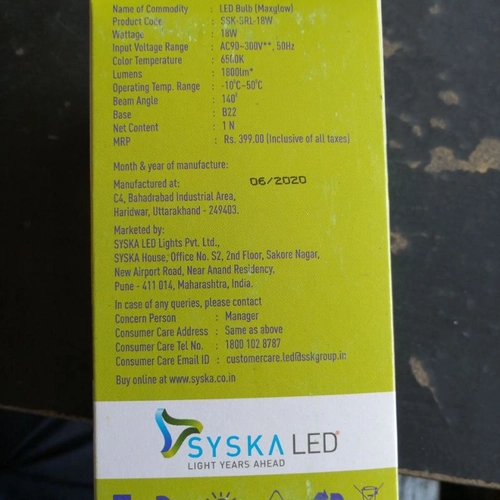 Name of Commodity : LED Bulb (Maxglow)
Product Code : SSK-SRL-18W
Wattage : 18W
Input Voltage Range : AC90~300V**, 50Hz
Color Temperature : 6500K
Lumens : 1800lm*
Operating Temp. Range : -10°C~50°C
Beam Angle : 140°
Base : B22
Net Content : 1 N
MRP : Rs. 399.00 (Inclusive of all taxes)
Month & year of manufacture:
06/2020
Manufactured at:
C4, Bahadrabad Industrial Area,
Haridwar, Uttarakhand - 249403.
Marketed by:
SYSKA LED Lights Pvt. Ltd.,
SYSKA House, Office No. S2, 2nd Floor, Sakore Nagar,
New Airport Road, Near Anand Residency,
Pune - 411 014, Maharashtra, India.
In case of any queries, please contact
Concern Person : Manager
Consumer Care Address : Same as above
Consumer Care Tel No. : 1800 102 8787
Consumer Care Email ID : customercare.led@sskgroup.in
Buy online at www.syska.co.in
SYSKA LED
LIGHT YEARS AHEAD